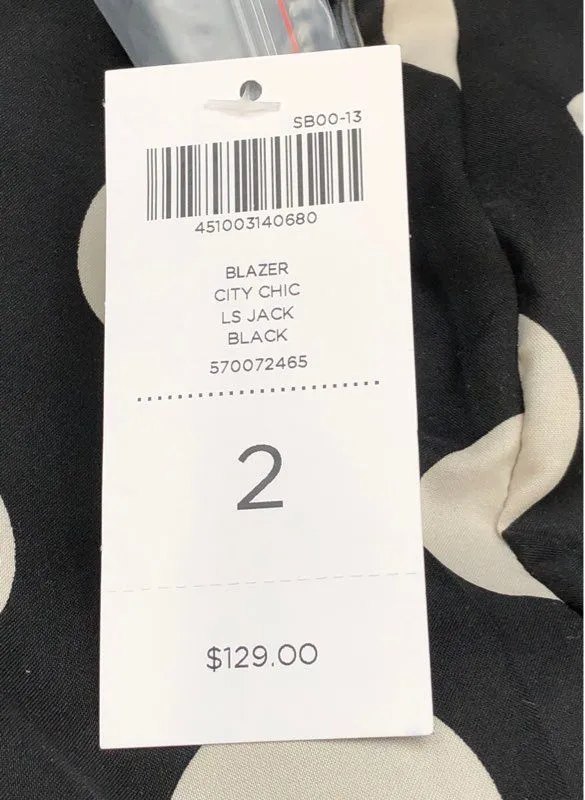 SB00-13
451003140680
BLAZER
CITY CHIC
LS JACK
BLACK
570072465
2
$129.00